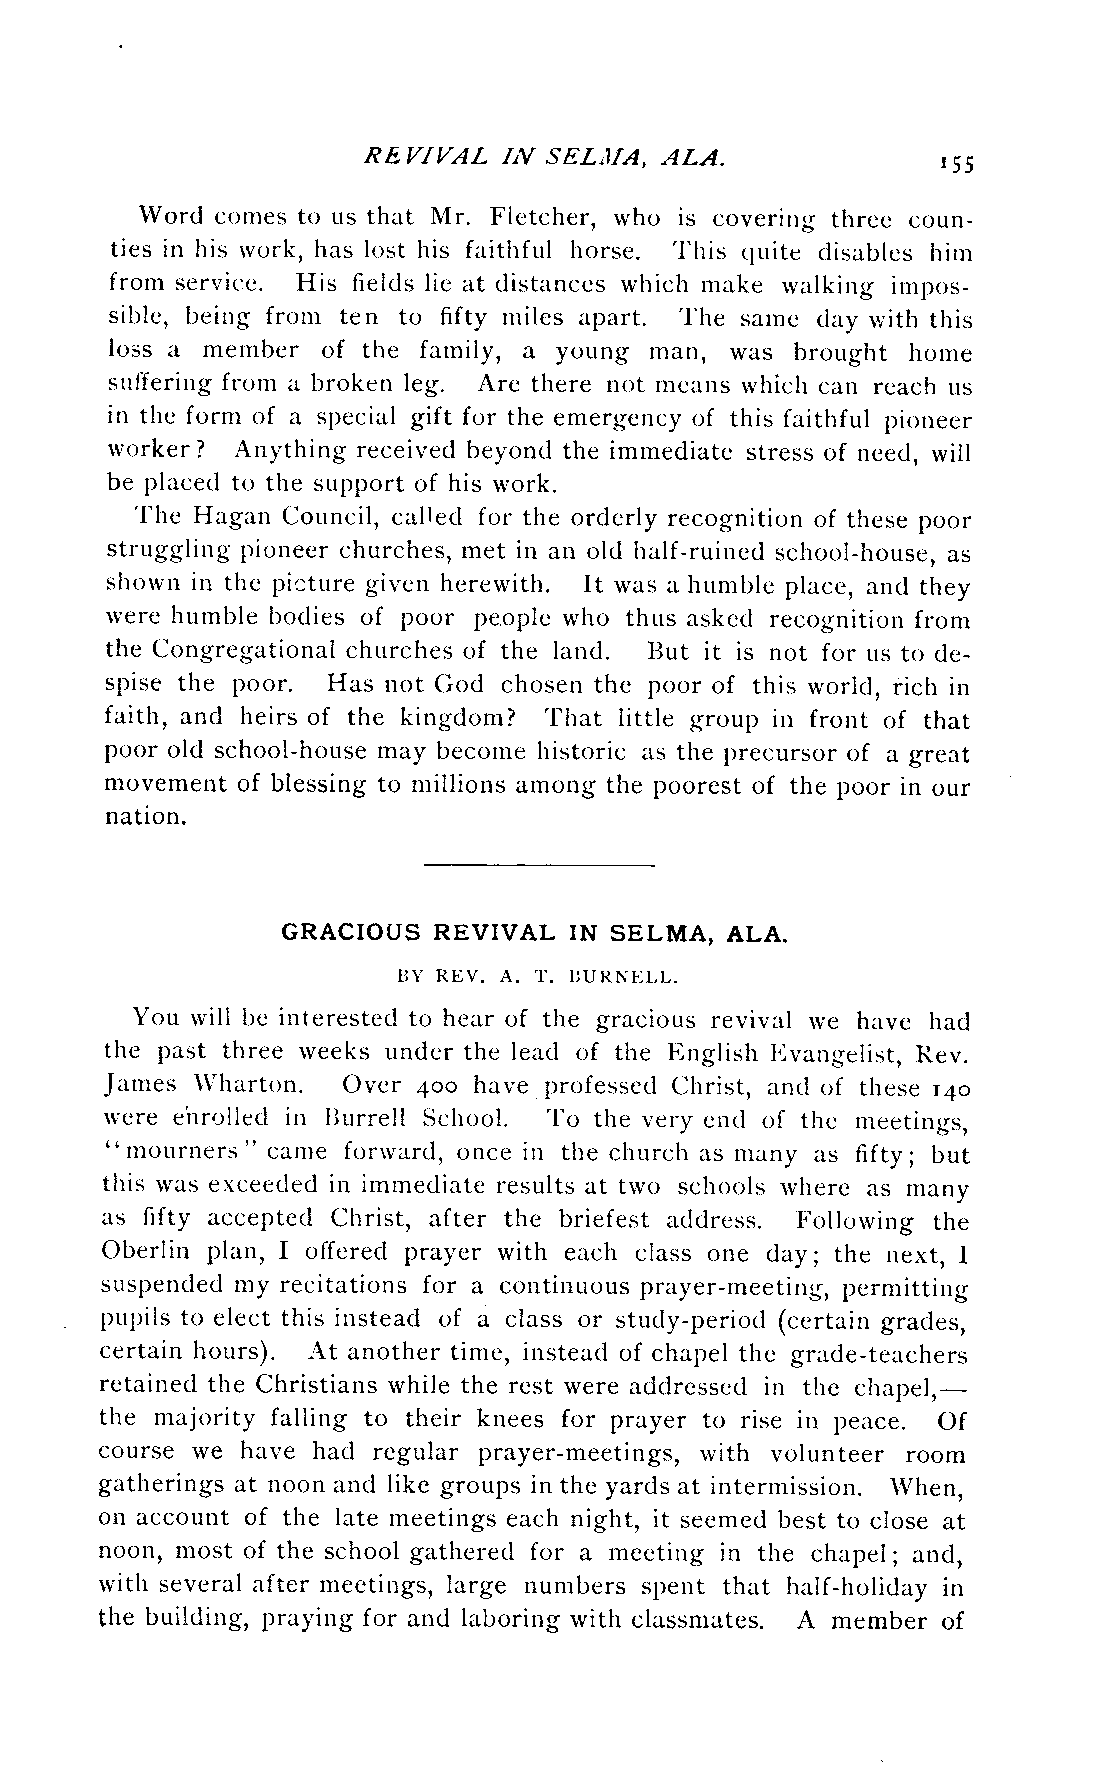 REVIVAL IN SELMA, ALA. 155
Word comes to us that Mr. Fletcher, who is covering three coun-
ties in his work, has lost his faithful horse. This quite disables him
from service. His fields lie at distances which make walking impos-
sible, being from ten to fifty miles apart. The same day with this
loss a member of the family, a young man, was brought home
suffering from a broken leg. Are there not means which can reach us
in the form of a special gift for the emergency of this faithful pioneer
worker? Anything received beyond the immediate stress of need, will
be placed to the support of his work.
The Hagan Council, called for the orderly recognition of these poor
struggling pioneer churches, met in an old half-ruined school-house, as
shown in the picture given herewith. It was a humble place, and they
were humble bodies of poor people who thus asked recognition from
the Congregational churches of the land. But it is not for us to de-
spise the poor. Has not God chosen the poor of this world, rich in
faith, and heirs of the kingdom? That little group in front of that
poor old school-house may become historic as the precursor of a great
movement of blessing to millions among the poorest of the poor in our
nation.
GRACIOUS REVIVAL IN SELMA, ALA.
BY REV. A. T. BURNELL.
You will be interested to hear of the gracious revival we have had
the past three weeks under the lead of the English Evangelist, Rev.
James Wharton. Over 400 have professed Christ, and of these 140
were enrolled in Burrell School. To the very end of the meetings,
"mourners" came forward, once in the church as many as fifty; but
this was exceeded in immediate results at two schools where as many
as fifty accepted Christ, after the briefest address. Following the
Oberlin plan, I offered prayer with each class one day; the next, I
suspended my recitations for a continuous prayer-meeting, permitting
pupils to elect this instead of a class or study-period (certain grades,
certain hours). At another time, instead of chapel the grade-teachers
retained the Christians while the rest were addressed in the chapel,—
the majority falling to their knees for prayer to rise in peace. Of
course we have had regular prayer-meetings, with volunteer room
gatherings at noon and like groups in the yards at intermission. When,
on account of the late meetings each night, it seemed best to close at
noon, most of the school gathered for a meeting in the chapel; and,
with several after meetings, large numbers spent that half-holiday in
the building, praying for and laboring with classmates. A member of